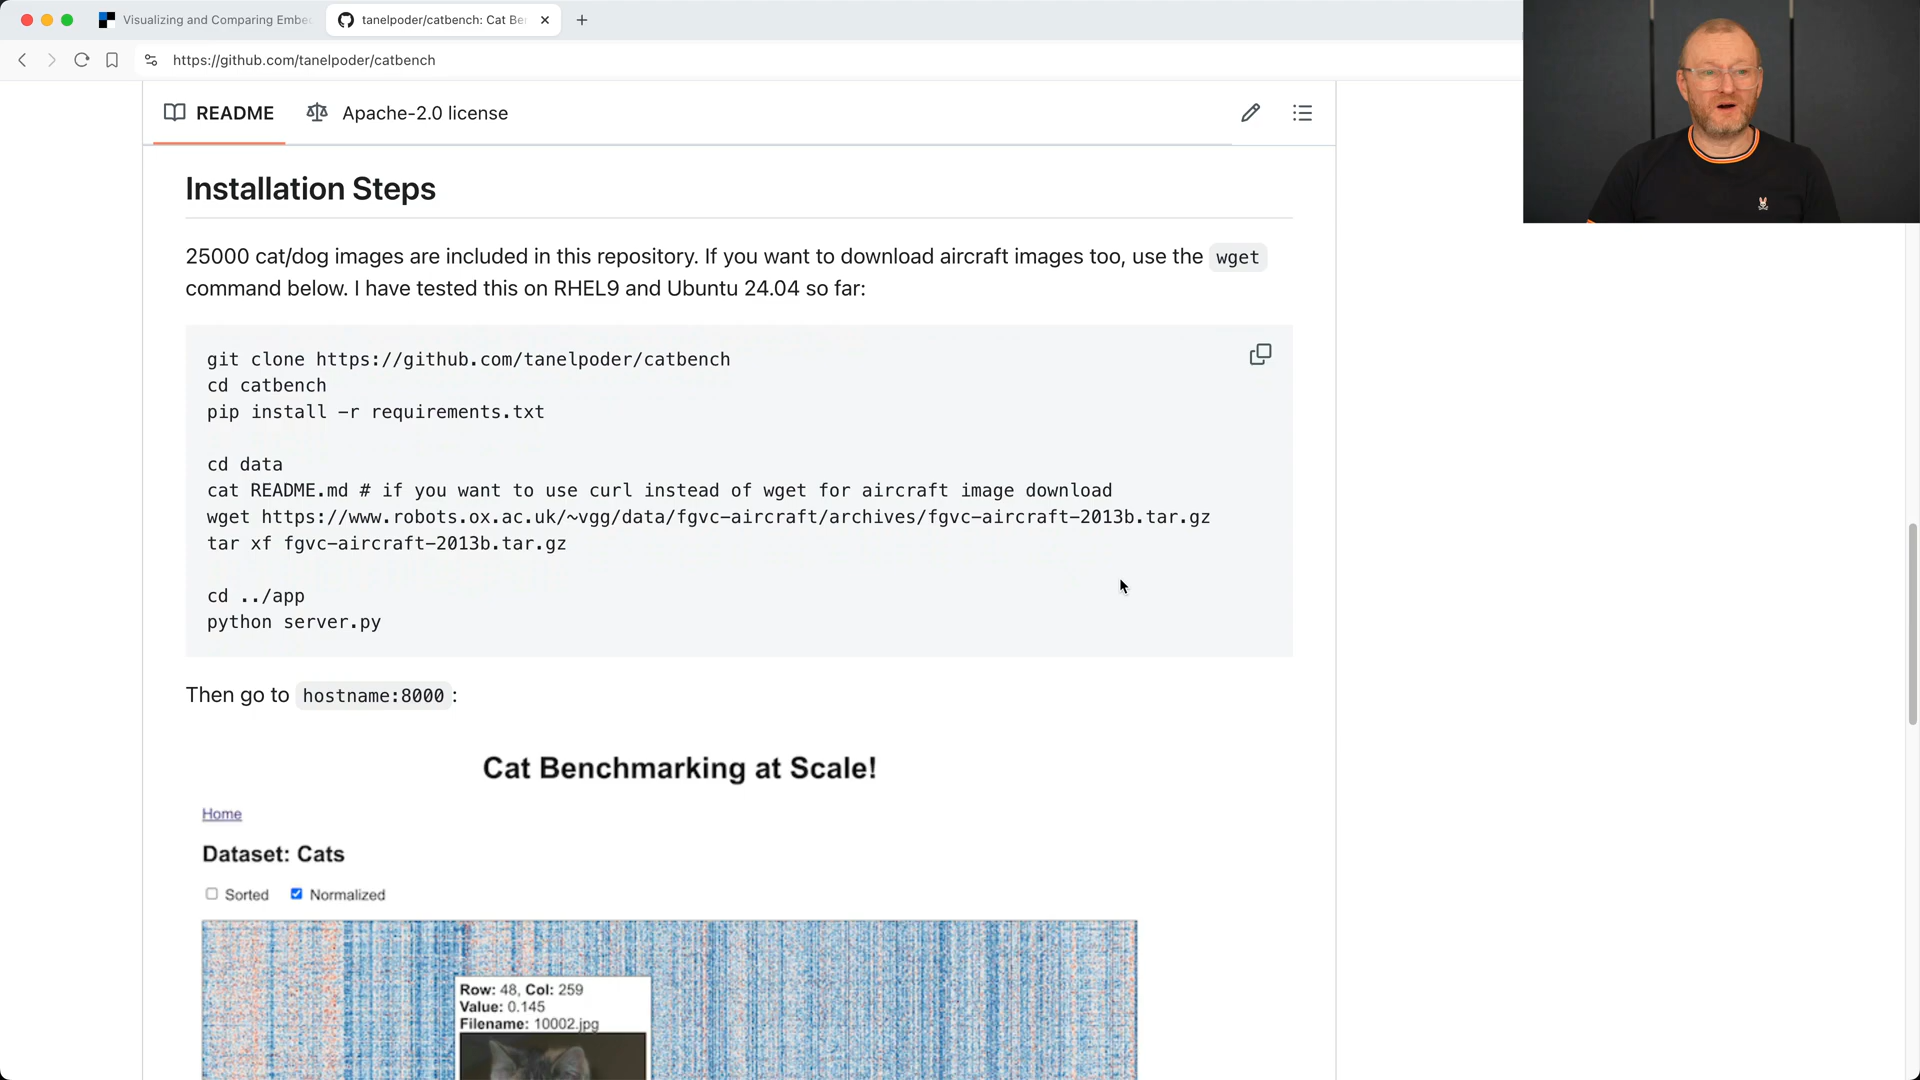 Visualizing and Comparing Embe
tanelpoder/catbench: Cat Be
https://github.com/tanelpoder/catbench
README
Apache-2.0 license
Installation Steps
25000 cat/dog images are included in this repository. If you want to download aircraft images too, use the wget
command below. I have tested this on RHEL9 and Ubuntu 24.04 so far:
git clone https://github.com/tanelpoder/catbench
cd catbench
pip install -r requirements.txt
cd data
cat README.md # if you want to use curl instead of wget for aircraft image download
wget https://www.robots.ox.ac.uk/~vgg/data/fgvc-aircraft/archives/fgvc-aircraft-2013b.tar.gz
tar xf fgvc-aircraft-2013b.tar.gz
cd ../app
python server.py
Then go to hostname:8000:
Cat Benchmarking at Scale!
Home
Dataset: Cats
Sorted Normalized
Row: 48, Col: 259
Value: 0.145
Filename: 10002.jpg